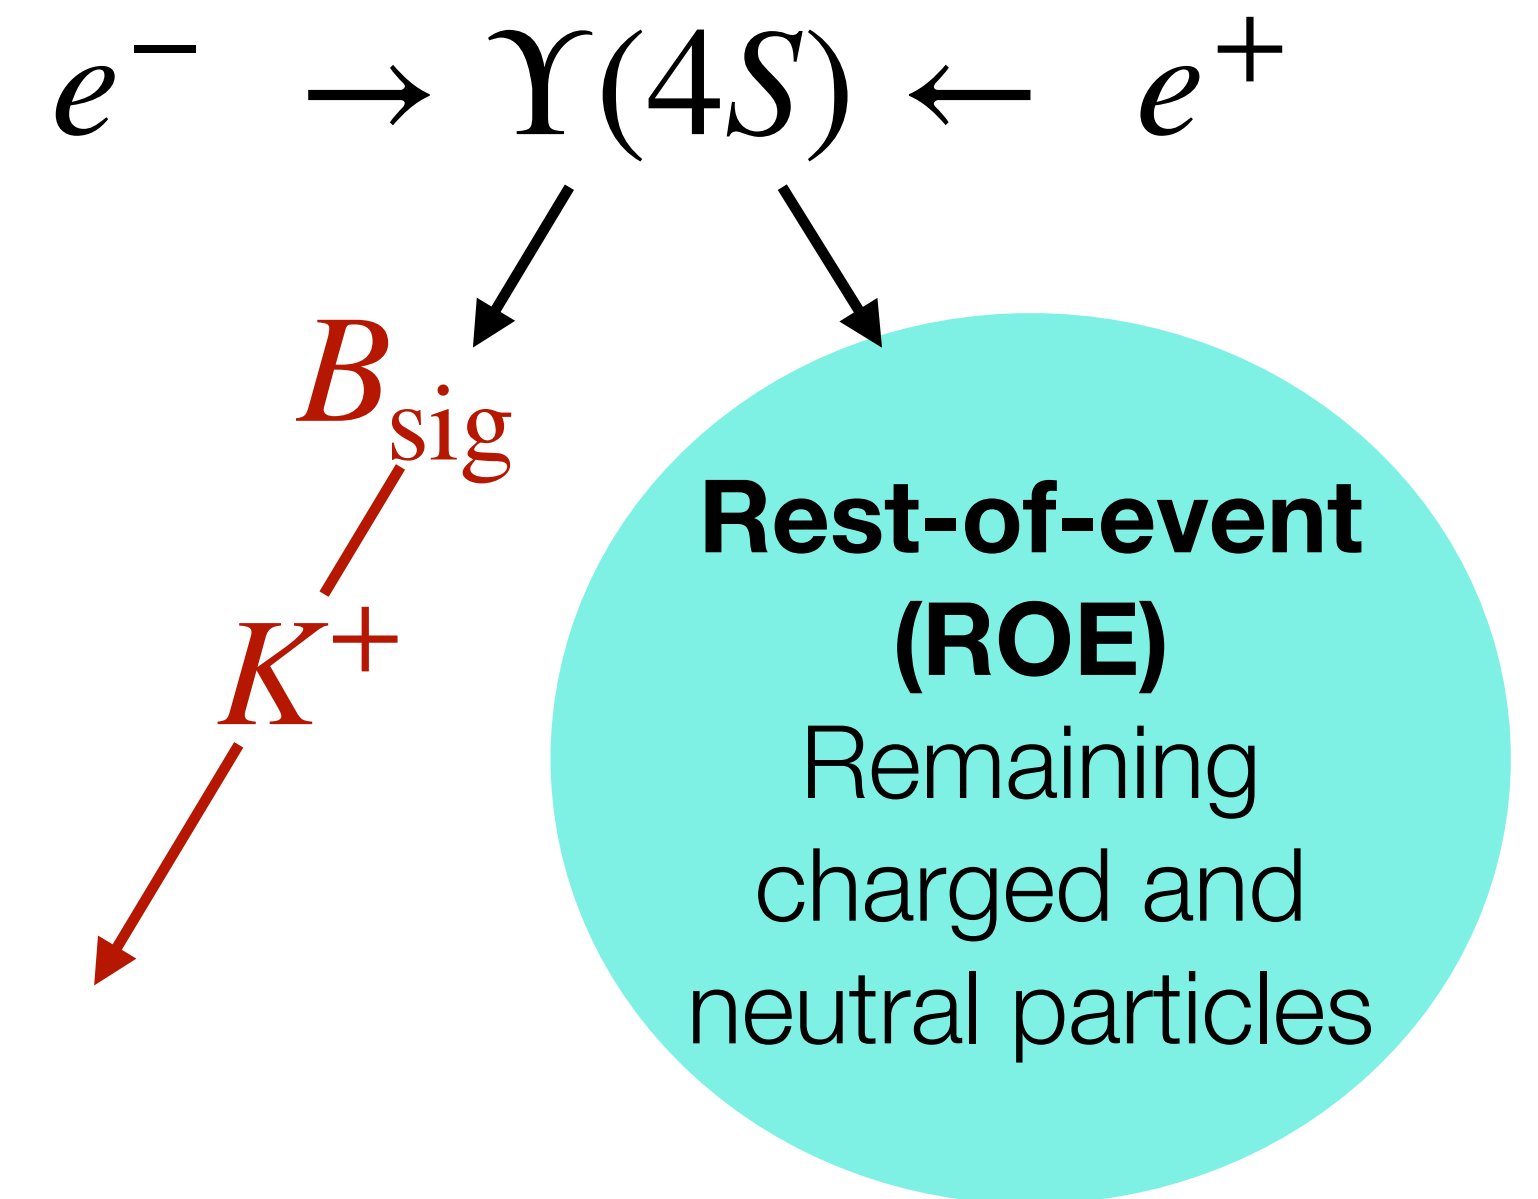 e⁻ → ϒ(4S) ← e⁺
B_sig
K⁺
Rest-of-event
(ROE)
Remaining
charged and
neutral particles